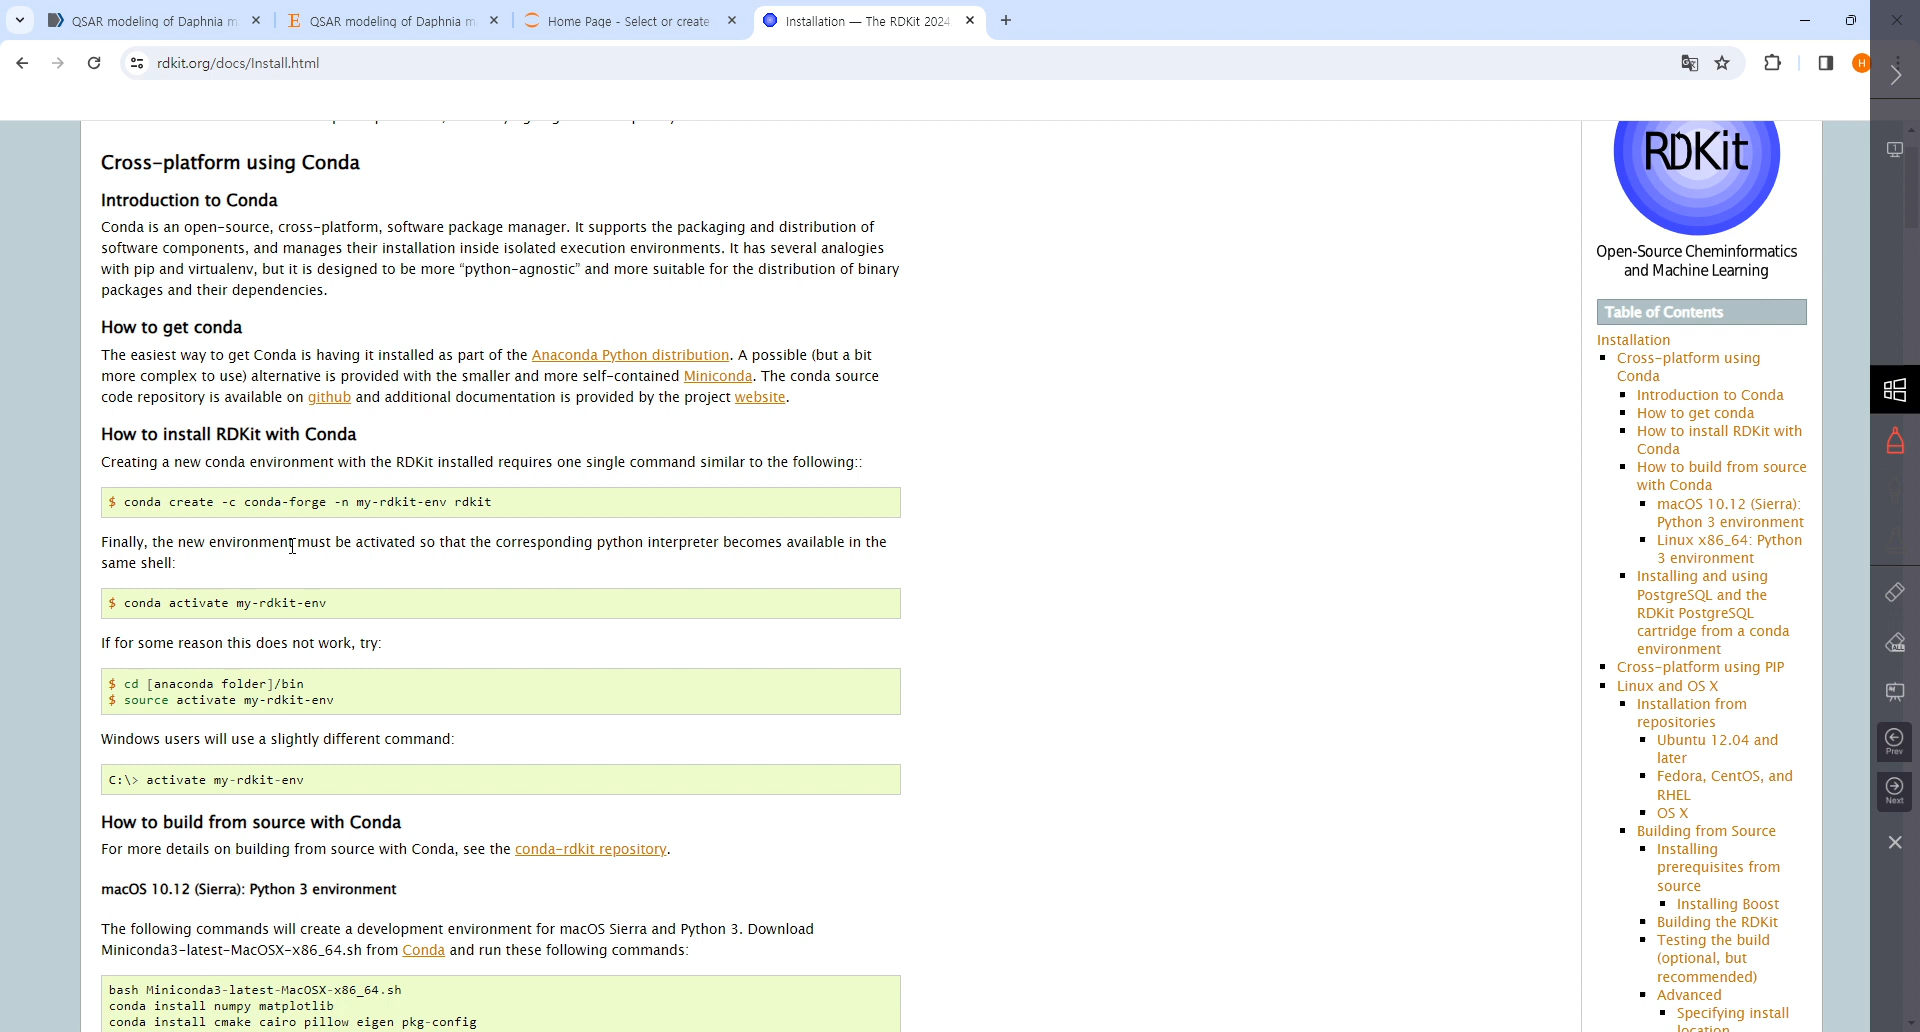 QSAR modeling of Daphnia m
QSAR modeling of Daphnia m
Home Page - Select or create
Installation — The RDKit 2024
rdkit.org/docs/Install.html
H
Cross-platform using Conda
Introduction to Conda
Conda is an open-source, cross-platform, software package manager. It supports the packaging and distribution of
software components, and manages their installation inside isolated execution environments. It has several analogies
with pip and virtualenv, but it is designed to be more “python-agnostic” and more suitable for the distribution of binary
packages and their dependencies.
How to get conda
The easiest way to get Conda is having it installed as part of the Anaconda Python distribution. A possible (but a bit
more complex to use) alternative is provided with the smaller and more self-contained Miniconda. The conda source
code repository is available on github and additional documentation is provided by the project website.
How to install RDKit with Conda
Creating a new conda environment with the RDKit installed requires one single command similar to the following::
$ conda create -c conda-forge -n my-rdkit-env rdkit
Finally, the new environment must be activated so that the corresponding python interpreter becomes available in the
same shell:
$ conda activate my-rdkit-env
If for some reason this does not work, try:
$ cd [anaconda folder]/bin
$ source activate my-rdkit-env
Windows users will use a slightly different command:
C:\> activate my-rdkit-env
How to build from source with Conda
For more details on building from source with Conda, see the conda-rdkit repository.
macOS 10.12 (Sierra): Python 3 environment
The following commands will create a development environment for macOS Sierra and Python 3. Download
Miniconda3-latest-MacOSX-x86_64.sh from Conda and run these following commands:
bash Miniconda3-latest-MacOSX-x86_64.sh
conda install numpy matplotlib
conda install cmake cairo pillow eigen pkg-config
RDKit
Open-Source Cheminformatics
and Machine Learning
Table of Contents
Installation
Cross-platform using
Conda
Introduction to Conda
How to get conda
How to install RDKit with
Conda
How to build from source
with Conda
macOS 10.12 (Sierra):
Python 3 environment
Linux x86_64: Python
3 environment
Installing and using
PostgreSQL and the
RDKit PostgreSQL
cartridge from a conda
environment
Cross-platform using PIP
Linux and OS X
Installation from
repositories
Ubuntu 12.04 and
later
Fedora, CentOS, and
RHEL
OS X
Building from Source
Installing
prerequisites from
source
Installing Boost
Building the RDKit
Testing the build
(optional, but
recommended)
Advanced
Specifying install
location
1
Prev
Next